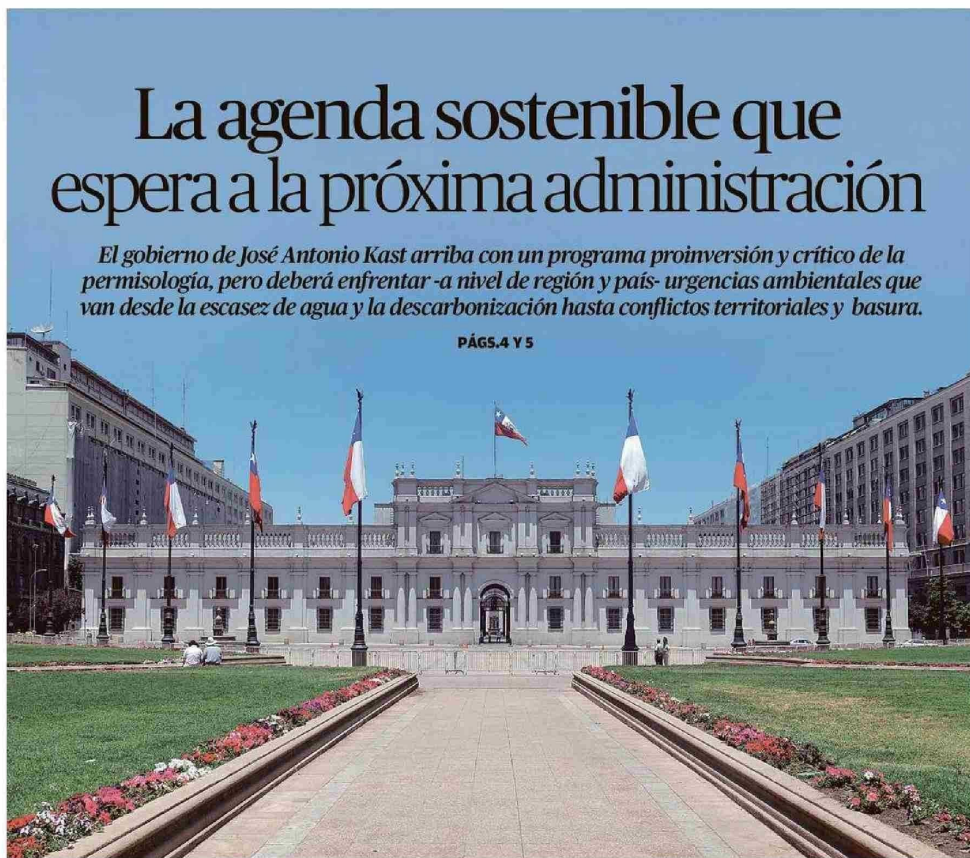 La agenda sostenible que
espera a la próxima administración
El gobierno de José Antonio Kast arriba con un programa proinversión y crítico de la
permisología, pero deberá enfrentar -a nivel de región y país- urgencias ambientales que
van desde la escasez de agua y la descarbonización hasta conflictos territoriales y basura.
PÁGS.4 Y 5